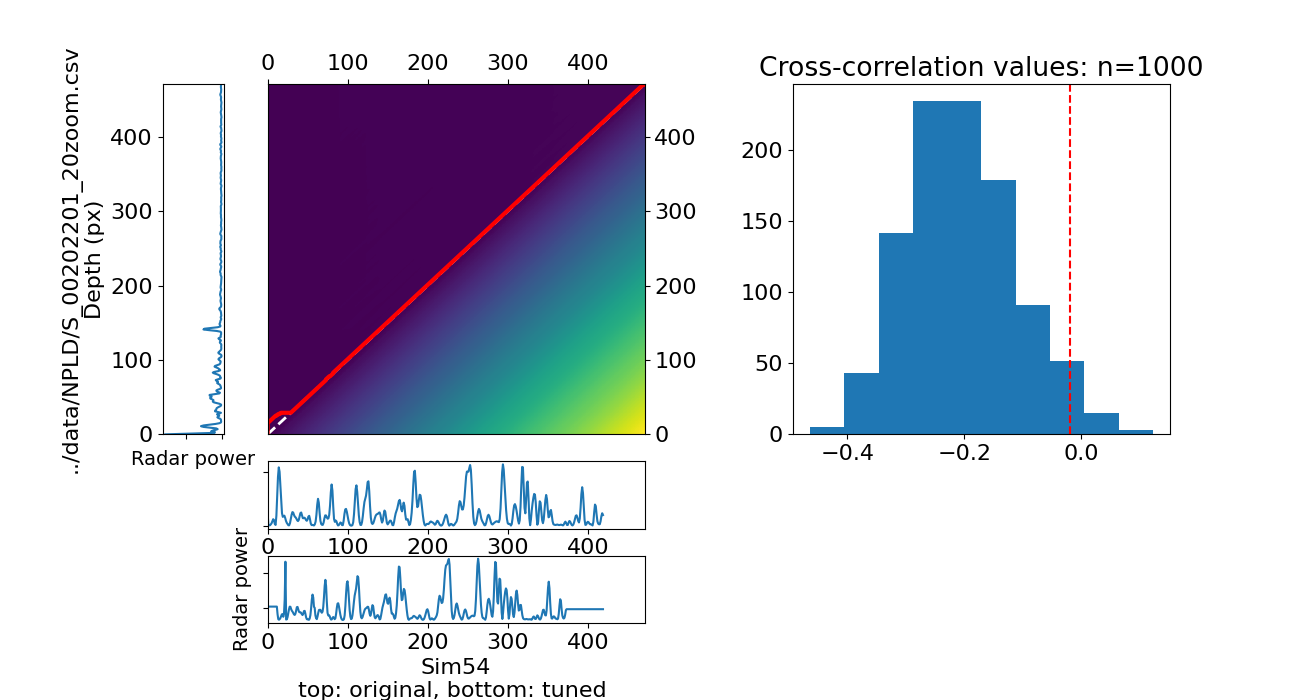 0 100 200 300 400
Cross-correlation values: n=1000
../data/NPLD/S_00202201_20zoom.csv
Depth (px)
400
300
200
100
0
400
300
200
100
0
200
150
100
50
0
−0.4 −0.2 0.0
Radar power
0 100 200 300 400
Radar power
0 100 200 300 400
Sim54
top: original, bottom: tuned